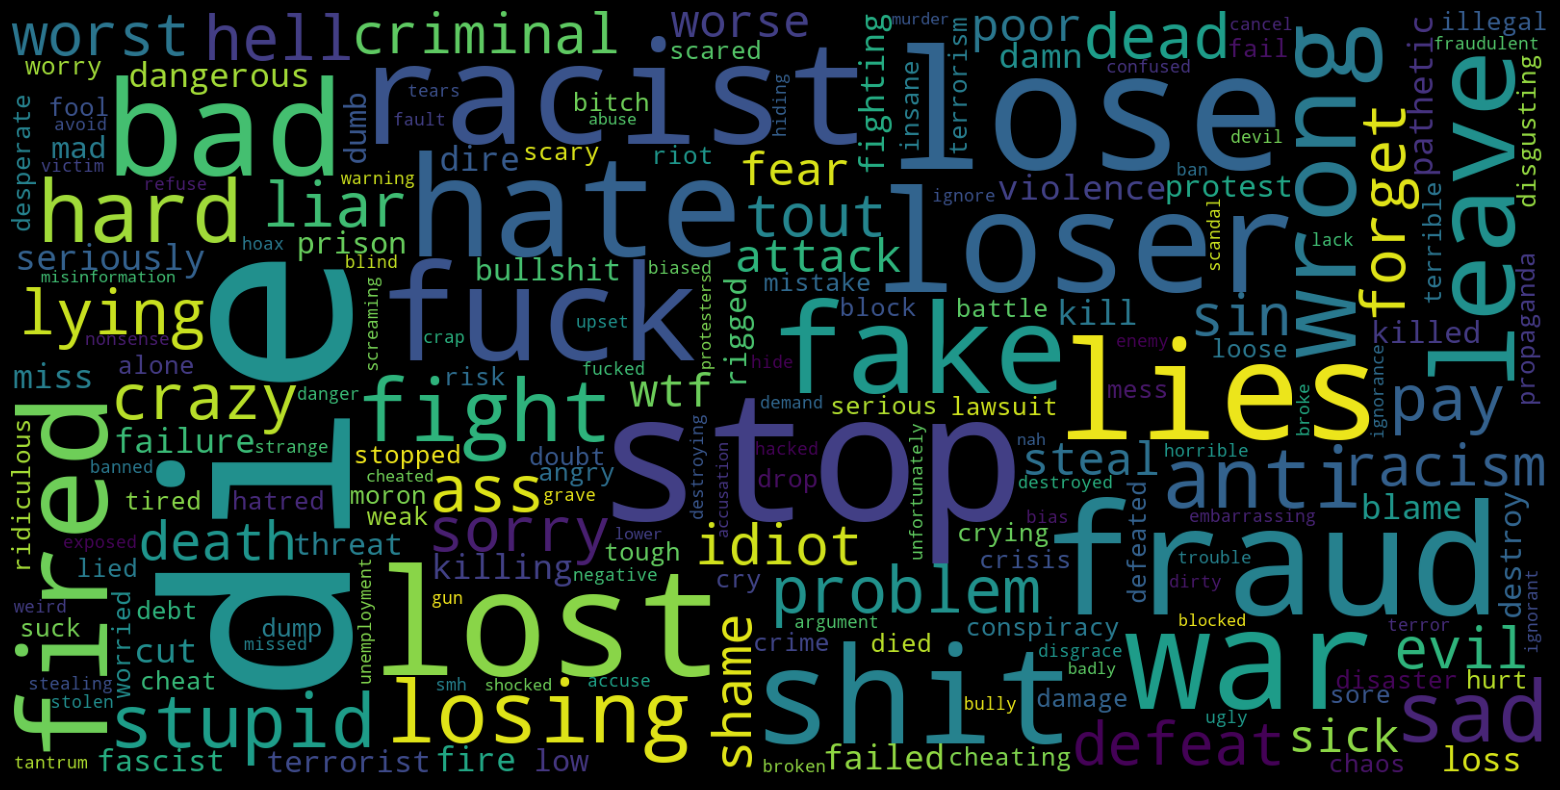 worst
hell
criminal
worse
scared
murder
fighting
poor
damn
dead
cancel
fail
confused
illegal
fraudulent
worry
dangerous
racist
lose
wrong
pathetic
disgusting
desperate
fool
avoid
mad
victim
bad
dumb
tears
fault
bitch
abuse
hiding
insane
terrorism
devil
leave
refuse
hard
liar
dire
scary
warning
riot
fear
hate
tout
ignore
violence
ban
protest
loser
scandal
lack
forget
terrible
propaganda
seriously
hoax
prison
blind
misinformation
bullshit
biased
attack
mistake
block
lying
nonsense
screaming
fuck
crap
upset
fucked
protesters
rigged
hide
fake
battle
kill
sin
loose
killed
enemy
miss
alone
crazy
danger
die
risk
wtf
demand
serious
lawsuit
lies
mess
broke
ignorance
pay
fired
ridiculous
failure
strange
fight
banned
stopped
cheated
doubt
angry
destroying
accusation
hacked
drop
stop
unfortunately
nah
steal
destroyed
horrible
anti
racism
tired
hatred
moron
weak
ass
grave
sorry
lower
tough
bias
embarrassing
blame
exposed
death
threat
idiot
crying
crisis
defeated
fraud
trouble
dirty
destroy
ignorant
lied
killing
negative
cry
problem
argument
weird
worried
debt
unemployment
gun
lost
suck
dump
missed
shame
crime
died
conspiracy
disgrace
badly
blocked
war
terror
evil
cut
cheat
stealing
stolen
smh
shocked
accuse
shit
bully
damage
disaster
hurt
sore
stupid
losing
ugly
sad
tantrum
fascist
terrorist
fire
low
broken
failed
cheating
defeat
sick
chaos
loss